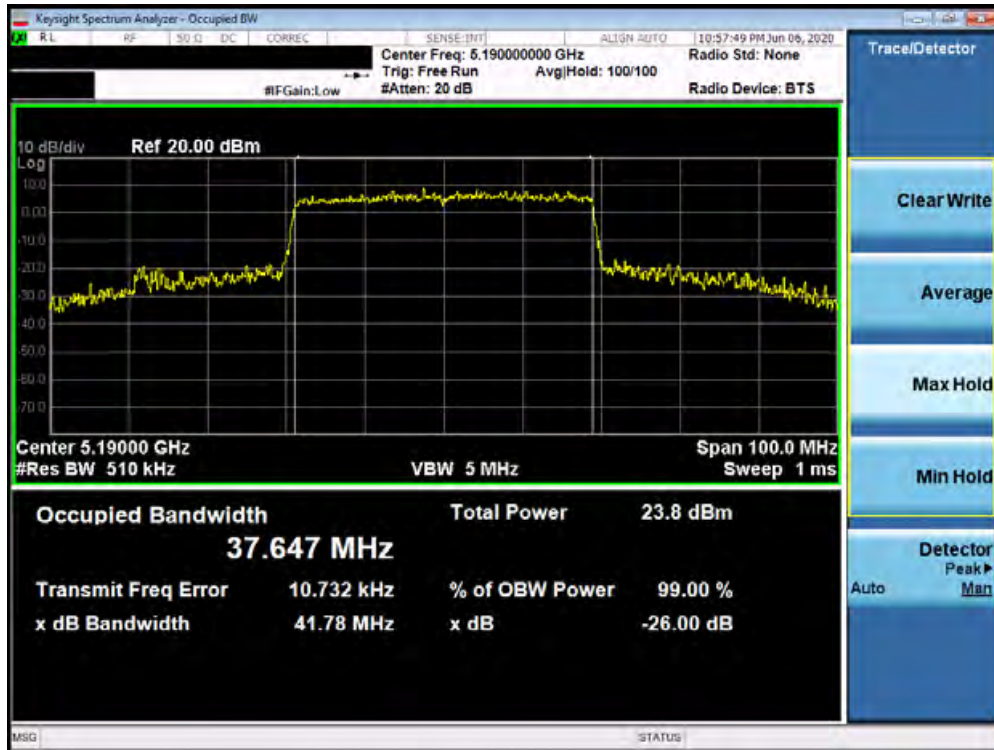 Keysight Spectrum Analyzer - Occupied BW
RL RF 50 Ω DC CORREC SENSE:INT ALIGN AUTO 10:57:49 PM Jun 06, 2020
Center Freq: 5.190000000 GHz Radio Std: None
Trig: Free Run Avg|Hold: 100/100
#IFGain:Low #Atten: 20 dB Radio Device: BTS
Trace/Detector
10 dB/div Ref 20.00 dBm
Log
10.0
0.00
-10.0
-20.0
-30.0
-40.0
-50.0
-60.0
-70.0
Center 5.19000 GHz Span 100.0 MHz
#Res BW 510 kHz VBW 5 MHz Sweep 1 ms
Occupied Bandwidth Total Power 23.8 dBm
37.647 MHz
Transmit Freq Error 10.732 kHz % of OBW Power 99.00 %
x dB Bandwidth 41.78 MHz x dB -26.00 dB
Clear Write
Average
Max Hold
Min Hold
Detector
Peak▶
Auto Man
MSG STATUS